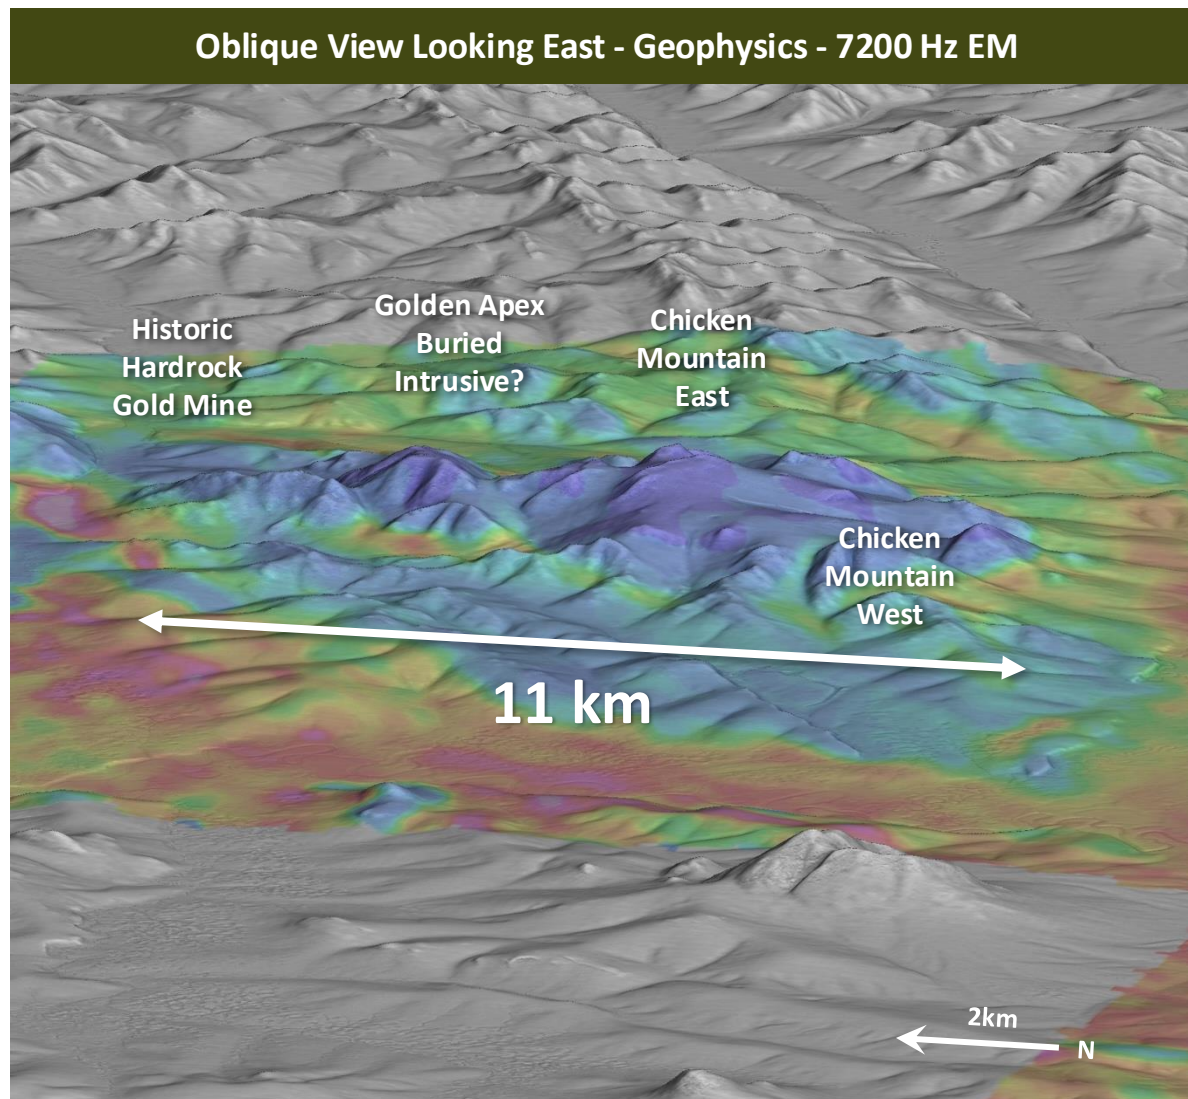 Oblique View Looking East - Geophysics - 7200 Hz EM
Historic
Hardrock
Gold Mine
Golden Apex
Buried
Intrusive?
Chicken
Mountain
East
Chicken
Mountain
West
11 km
2km
N